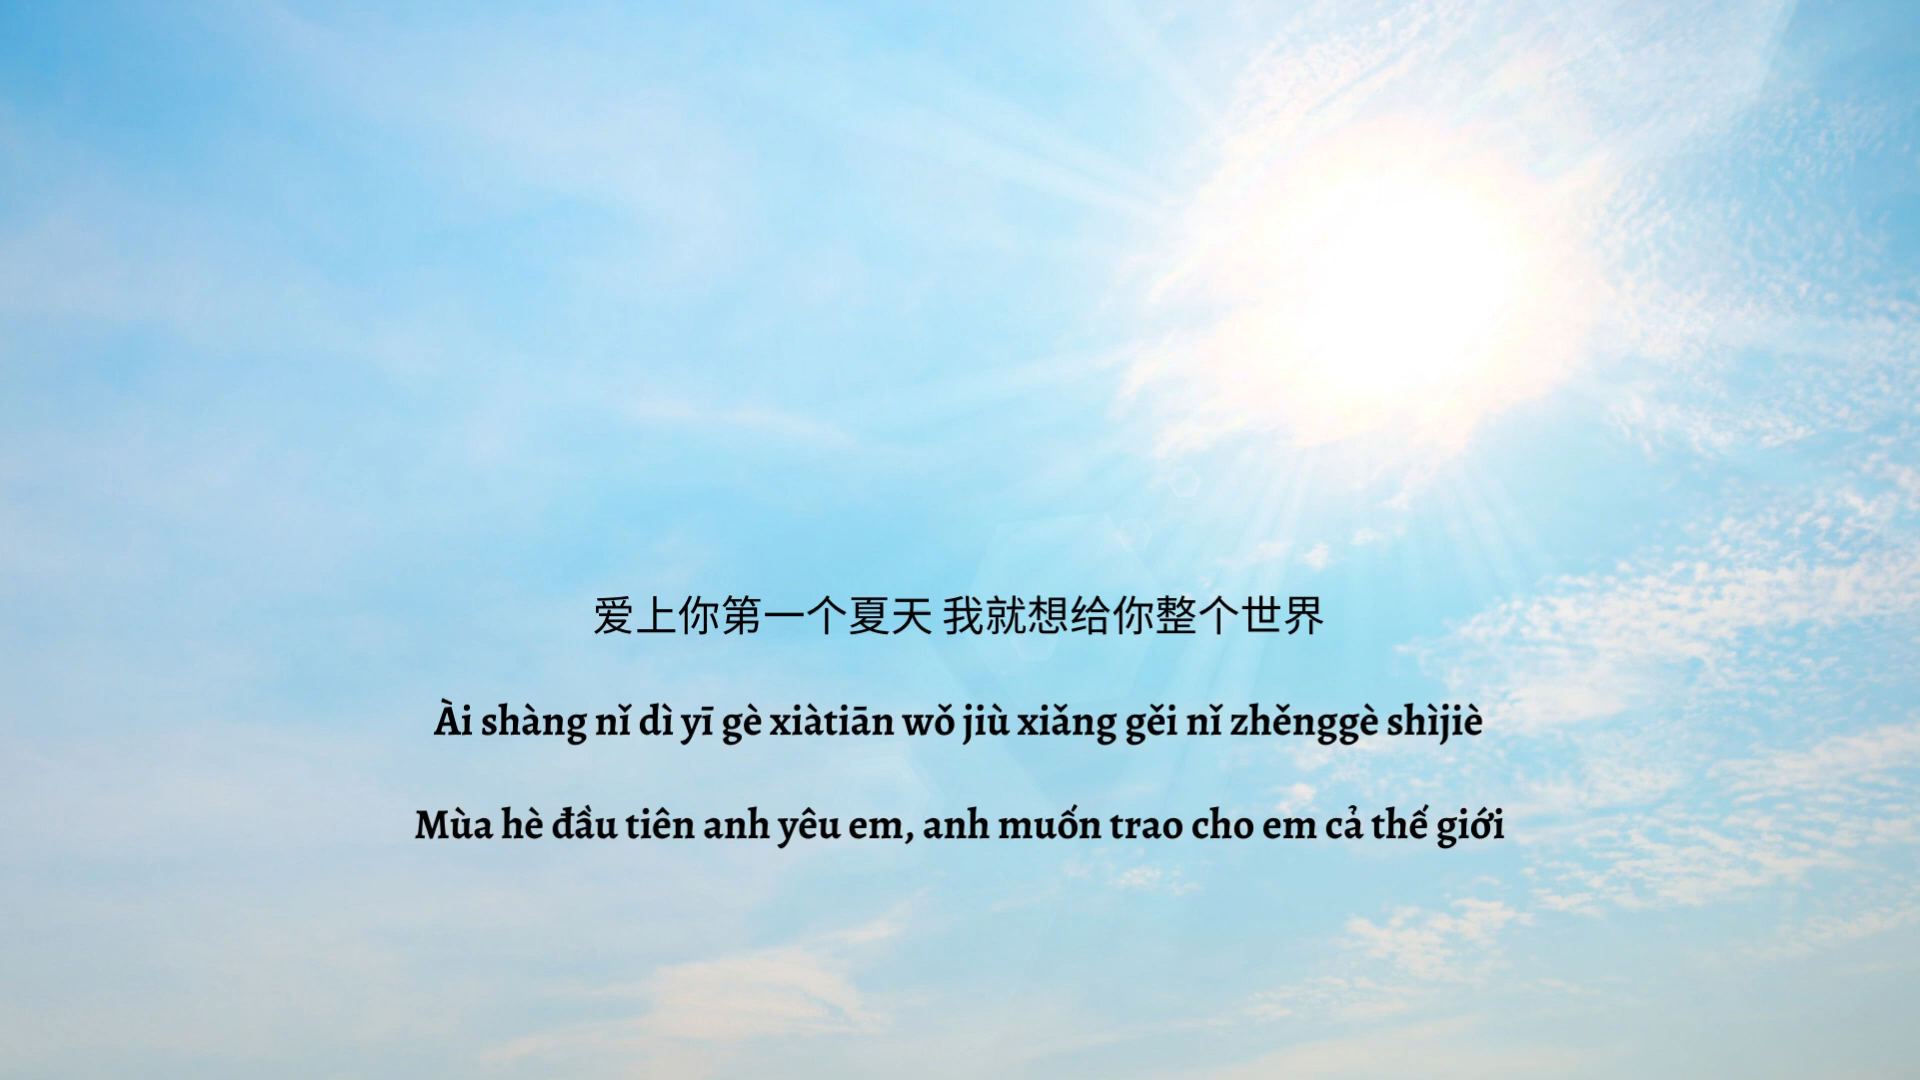 爱上你第一个夏天 我就想给你整个世界
Ài shàng nǐ dì yī gè xiàtiān wǒ jiù xiǎng gěi nǐ zhěnggè shìjiè
Mùa hè đầu tiên anh yêu em, anh muốn trao cho em cả thế giới